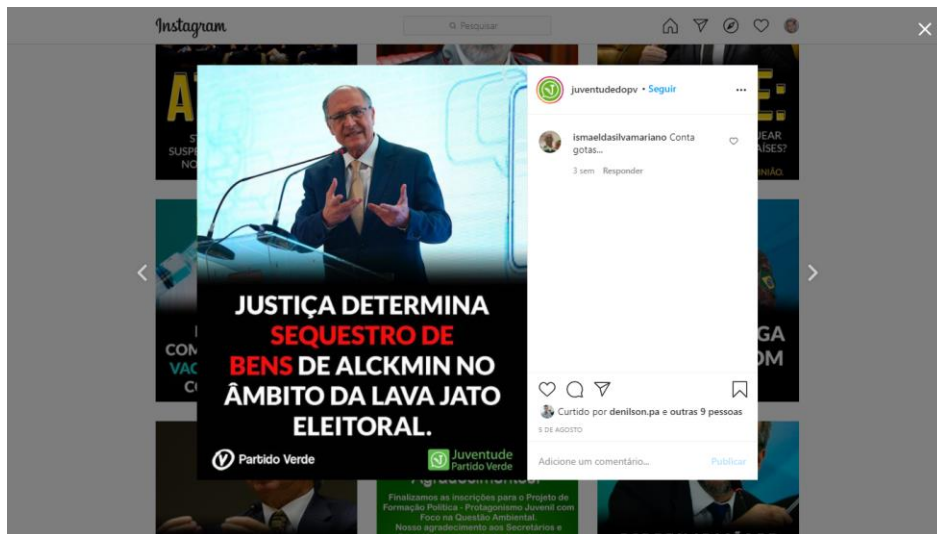 Instagram
Pesquisar
JUSTIÇA DETERMINA
SEQUESTRO DE
BENS DE ALCKMIN NO
ÂMBITO DA LAVA JATO
ELEITORAL.
Partido Verde
Juventude
Partido Verde
juventudedopv • Seguir
ismaeldasilvamariano Conta
gotas...
3 sem Responder
Curtido por denilson.pa e outras 9 pessoas
5 DE AGOSTO
Adicione um comentário...
Publicar
Finalizamos as inscrições para o Projeto de
Formação Política - Protagonismo Juvenil com
Foco na Questão Ambiental.
Nosso agradecimento aos Secretários e